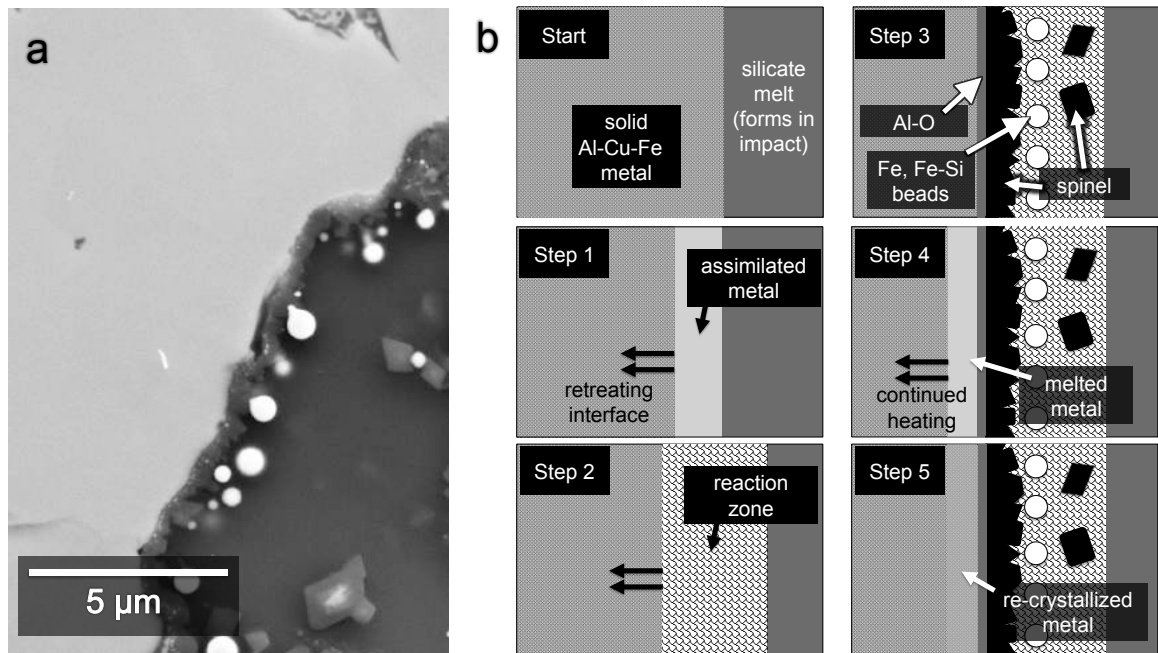 a
5 µm
b
Start
solid
Al-Cu-Fe
metal
silicate
melt
(forms in
impact)
Step 1
assimilated
metal
retreating
interface
Step 2
reaction
zone
Step 3
Al-O
Fe, Fe-Si
beads
spinel
Step 4
continued
heating
melted
metal
Step 5
re-crystallized
metal